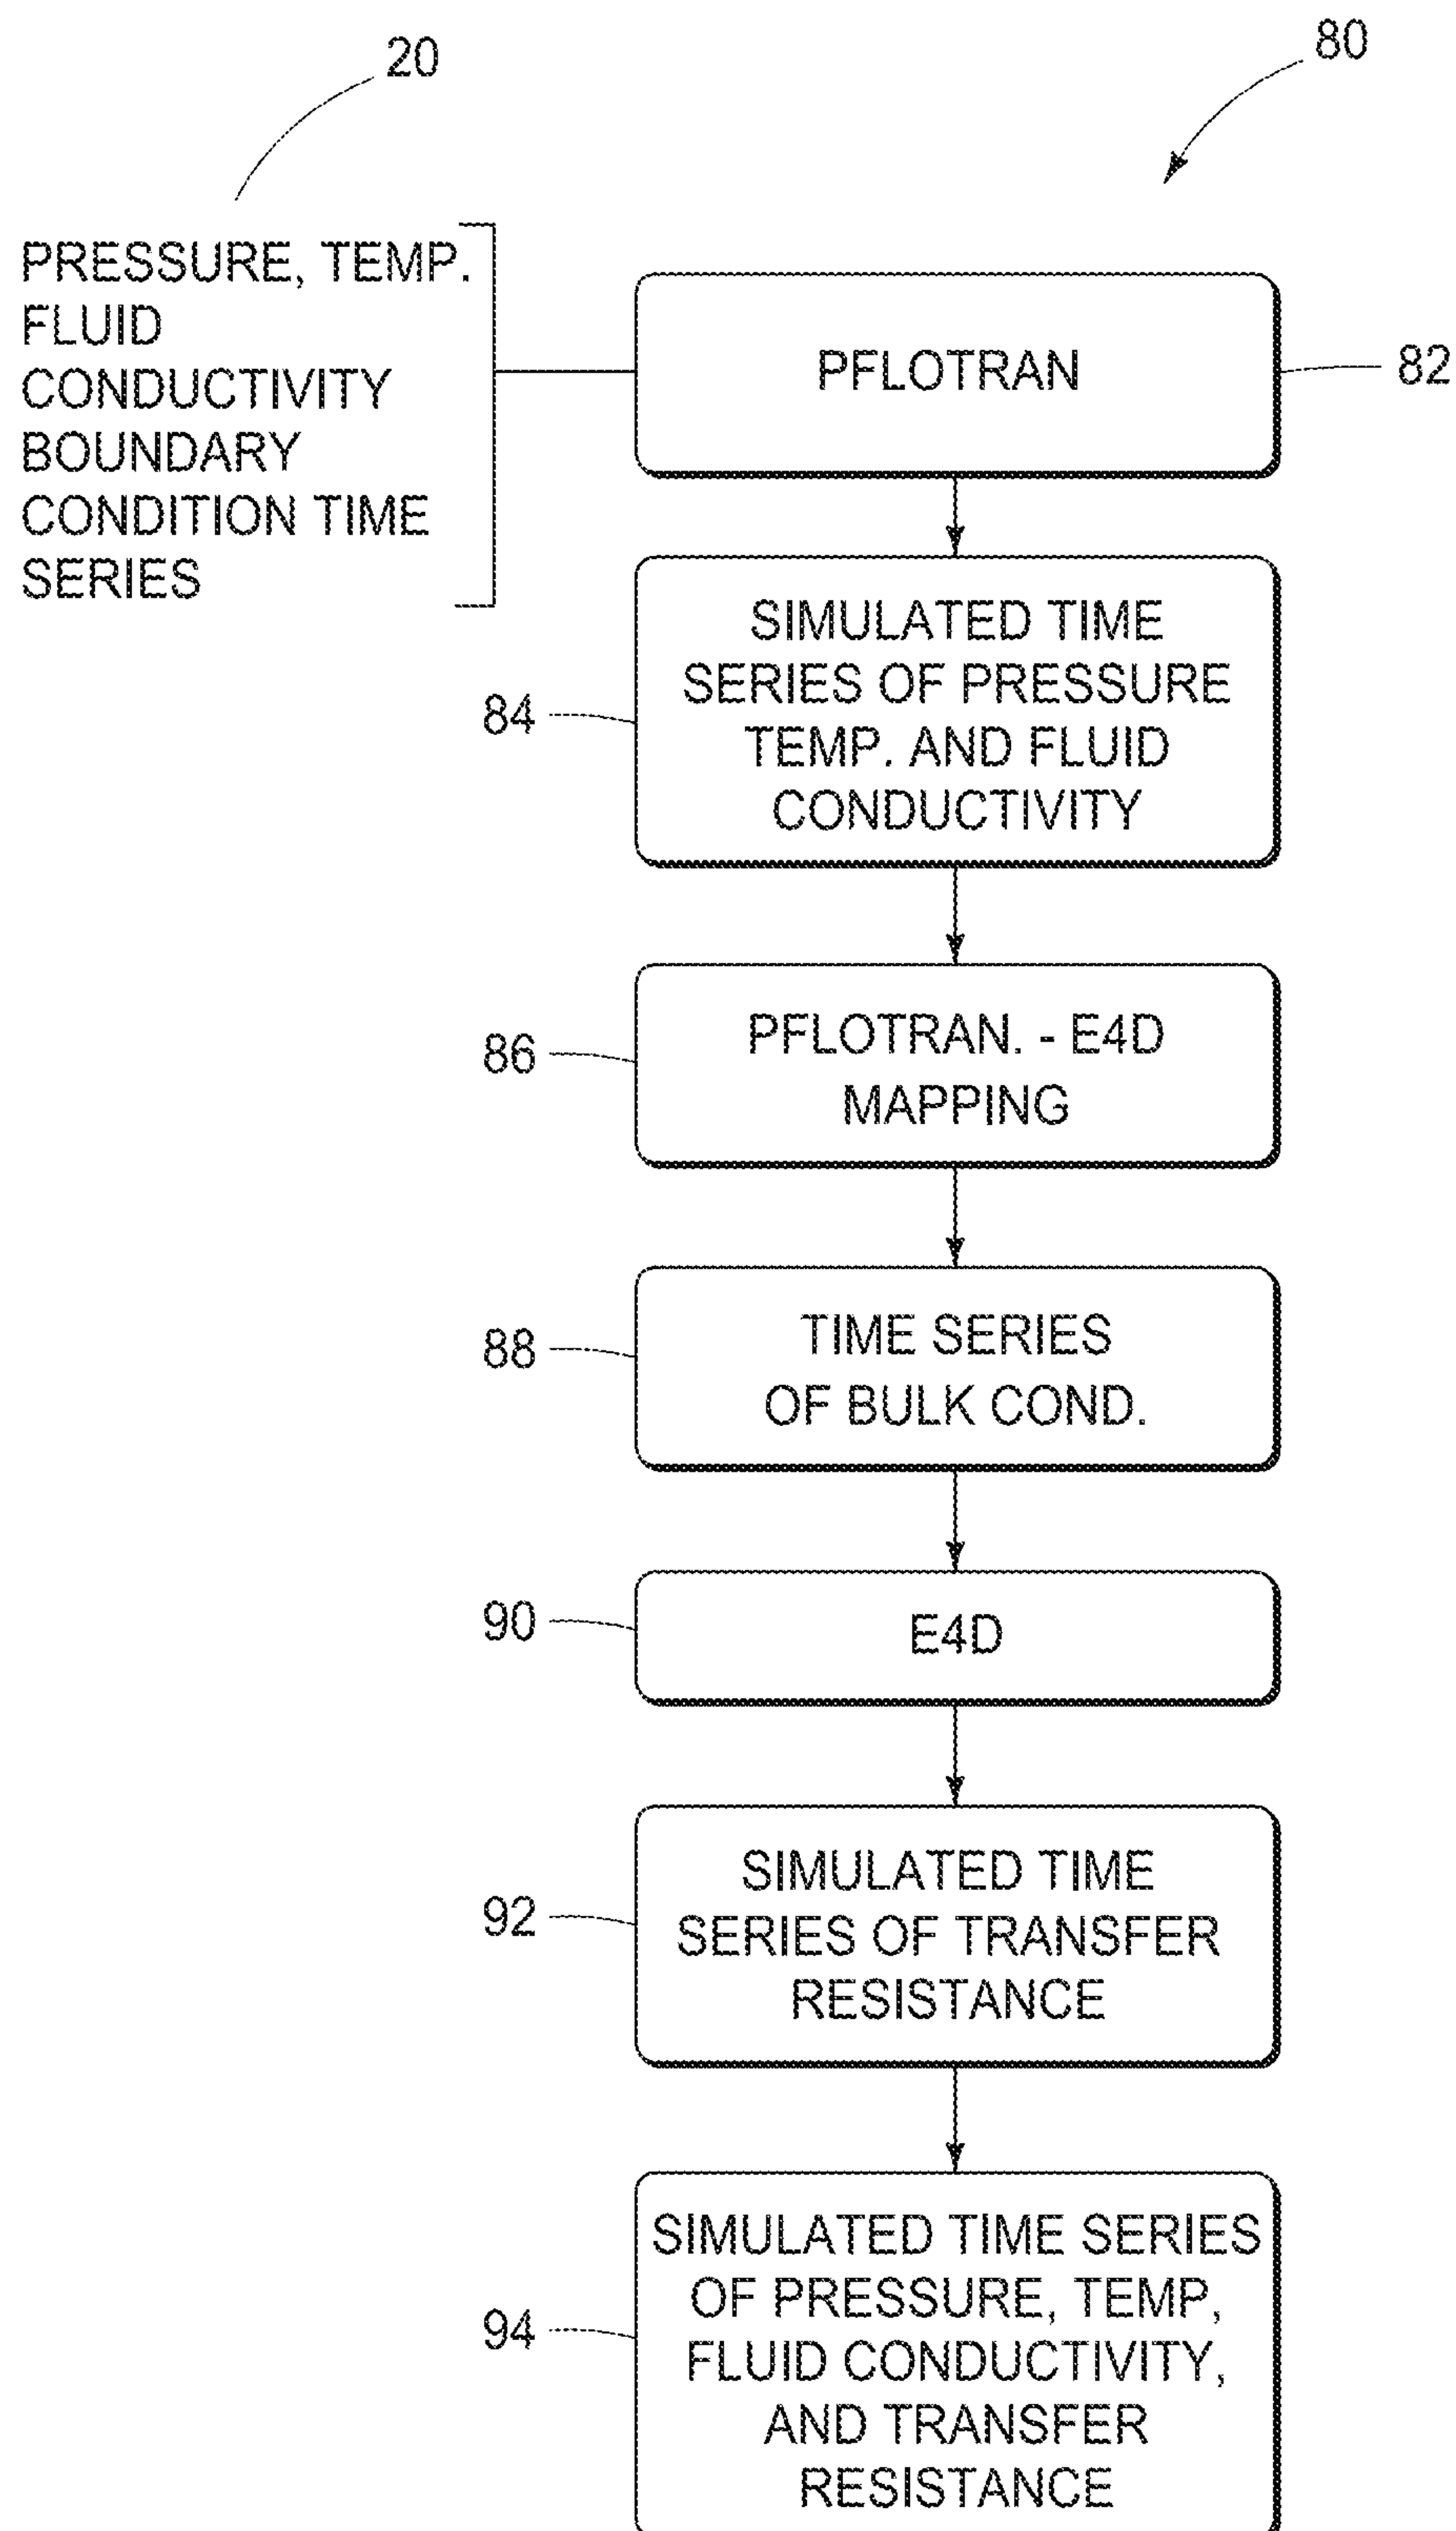 20
80
PRESSURE, TEMP.
FLUID
CONDUCTIVITY
BOUNDARY
CONDITION TIME
SERIES
PFLOTRAN
82
SIMULATED TIME
SERIES OF PRESSURE
TEMP. AND FLUID
CONDUCTIVITY
84
PFLOTRAN. - E4D
MAPPING
86
TIME SERIES
OF BULK COND.
88
E4D
90
SIMULATED TIME
SERIES OF TRANSFER
RESISTANCE
92
SIMULATED TIME SERIES
OF PRESSURE, TEMP,
FLUID CONDUCTIVITY,
AND TRANSFER
RESISTANCE
94